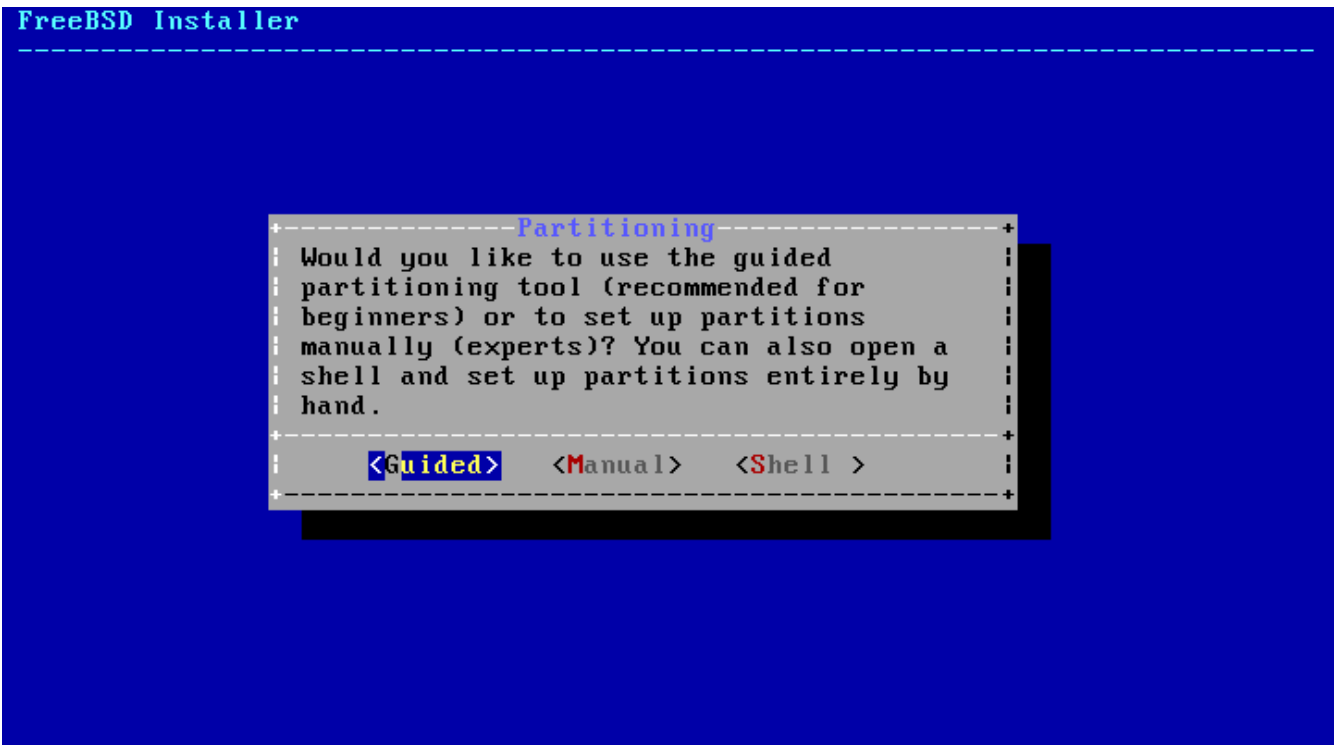 FreeBSD Installer
Partitioning
Would you like to use the guided
partitioning tool (recommended for
beginners) or to set up partitions
manually (experts)? You can also open a
shell and set up partitions entirely by
hand.
<Guided> <Manual> <Shell >